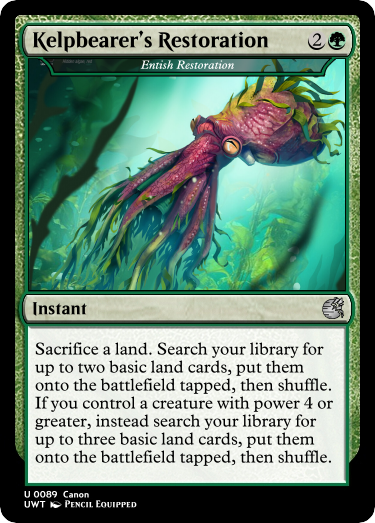 Kelpbearer's Restoration 2
Entish Restoration
Instant
Sacrifice a land. Search your library for
up to two basic land cards, put them
onto the battlefield tapped, then shuffle.
If you control a creature with power 4 or
greater, instead search your library for
up to three basic land cards, put them
onto the battlefield tapped, then shuffle.
U 0089 Canon
UWT Pencil Equipped